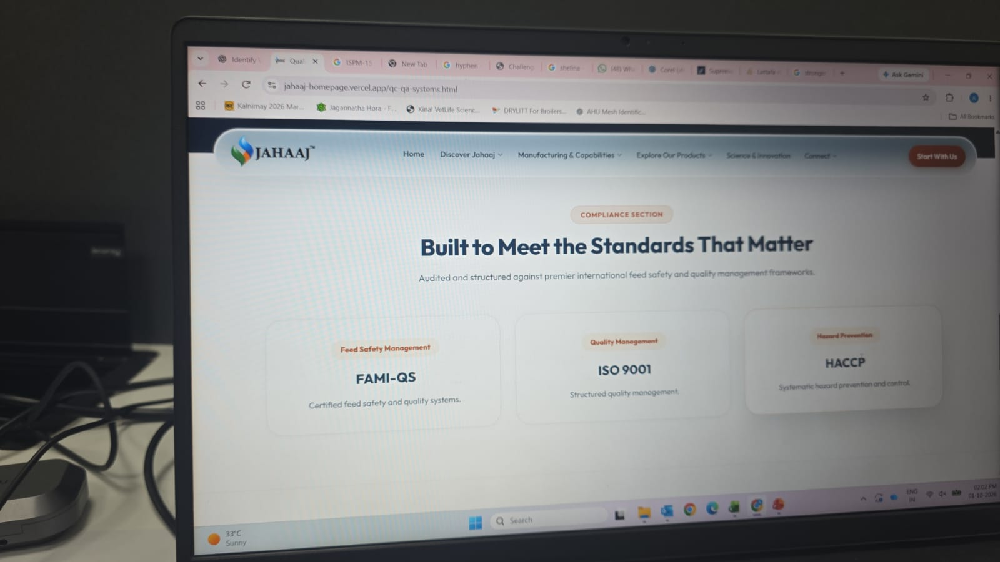 Identify
Qual
ISPM-15
New Tab
hyphen
Challeng
shelina
(48) Wh
Corel
Suprem
stronger
Ask Gemini
jahaaj-homepage.vercel.app/qc-qa-systems.html
Kalnirnay 2026 Mar...
Jagannatha Hora - F...
Kinal VetLife Scienc...
DRYLITT For Broilers...
AHU Mesh Identific...
All Bookmarks
JAHAAJ™
Home
Discover Jahaaj
Manufacturing & Capabilities
Explore Our Products
Science & Innovation
Connect
Start With Us
COMPLIANCE SECTION
Built to Meet the Standards That Matter
Audited and structured against premier international feed safety and quality management frameworks.
Feed Safety Management
FAMI-QS
Certified feed safety and quality systems.
Quality Management
ISO 9001
Structured quality management.
Hazard Prevention
HACCP
Systematic hazard prevention and control.
33°C
Sunny
Search
ENG
IN
02:02 PM
01-10-2026